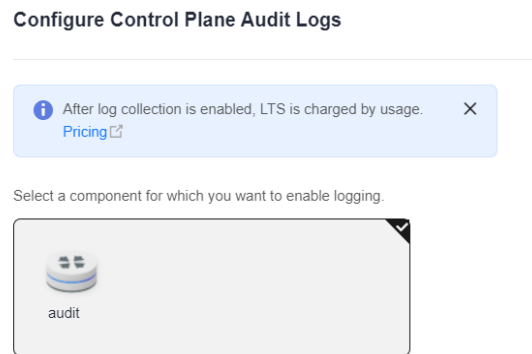 Configure Control Plane Audit Logs
After log collection is enabled, LTS is charged by usage.
Pricing
Select a component for which you want to enable logging.
audit